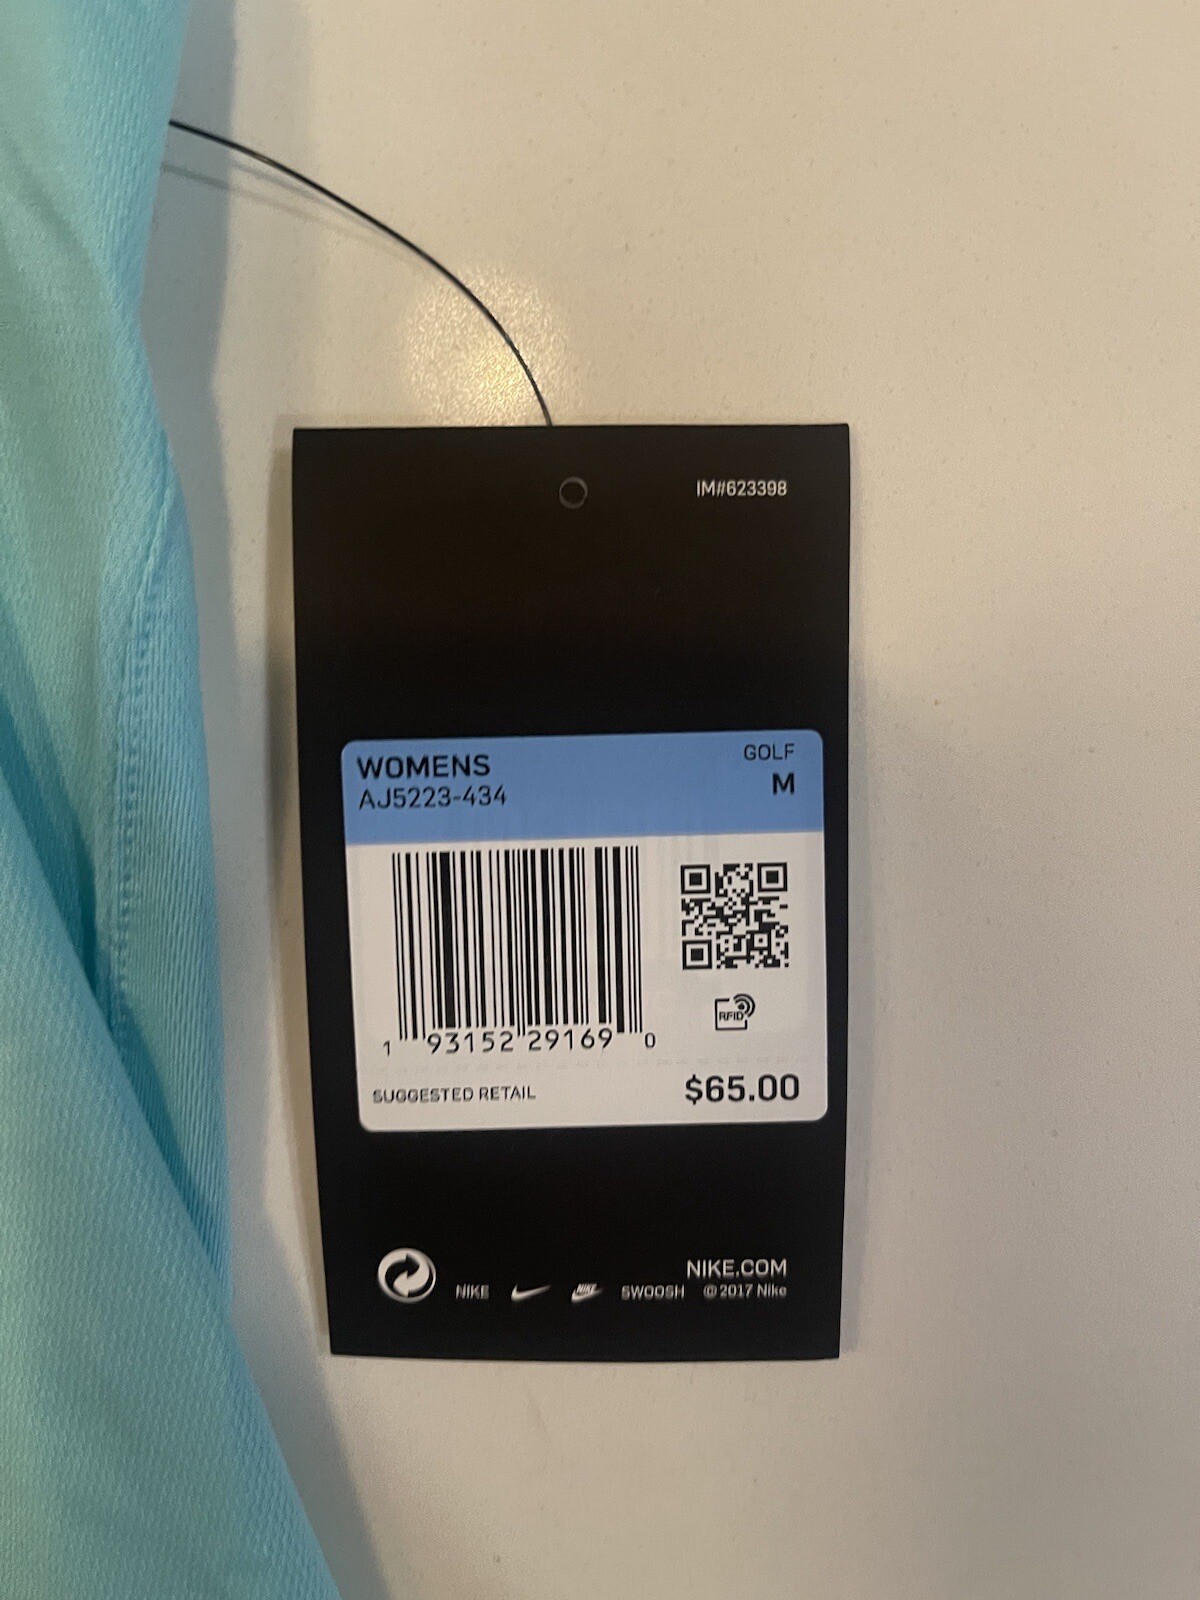 IM#623398
WOMENS GOLF
AJ5223-434 M
1 93152 29169 0
RFID
SUGGESTED RETAIL $65.00
NIKE.COM
NIKE NIKE SWOOSH © 2017 Nike